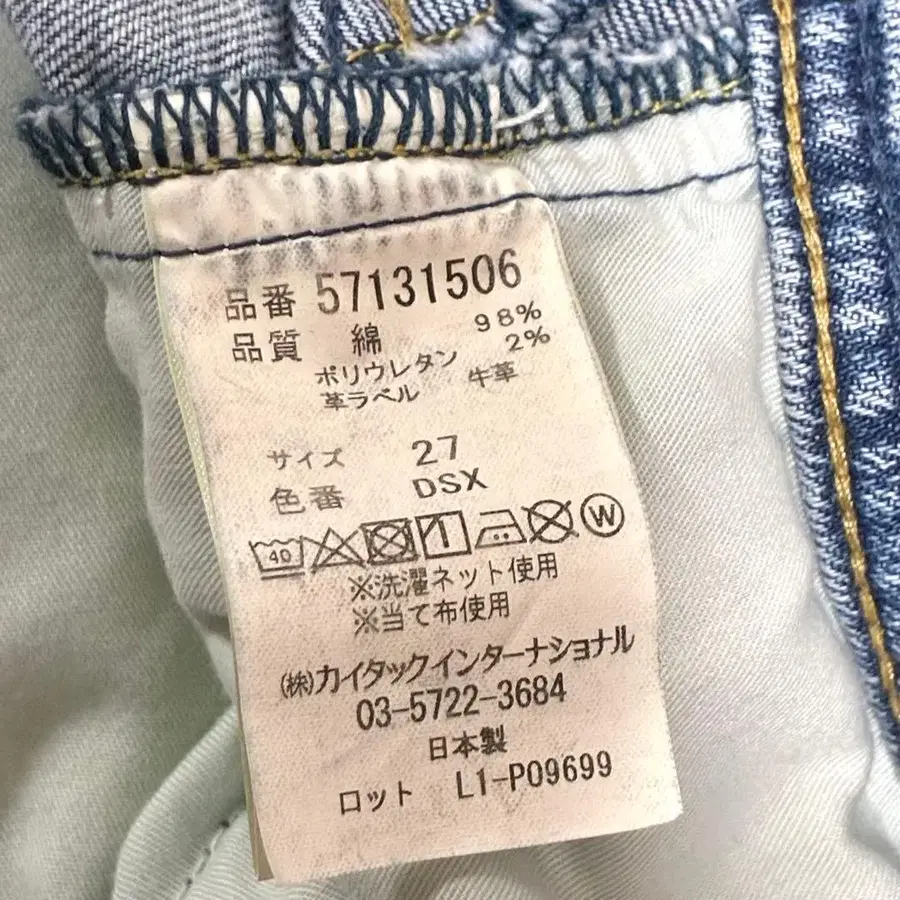 品番 57131506
品質 綿 98%
ポリウレタン 2%
革ラベル 牛革
サイズ 27
色番 DSX
40 W
※洗濯ネット使用
※当て布使用
(株)カイタックインターナショナル
03-5722-3684
日本製
ロット L1-P09699